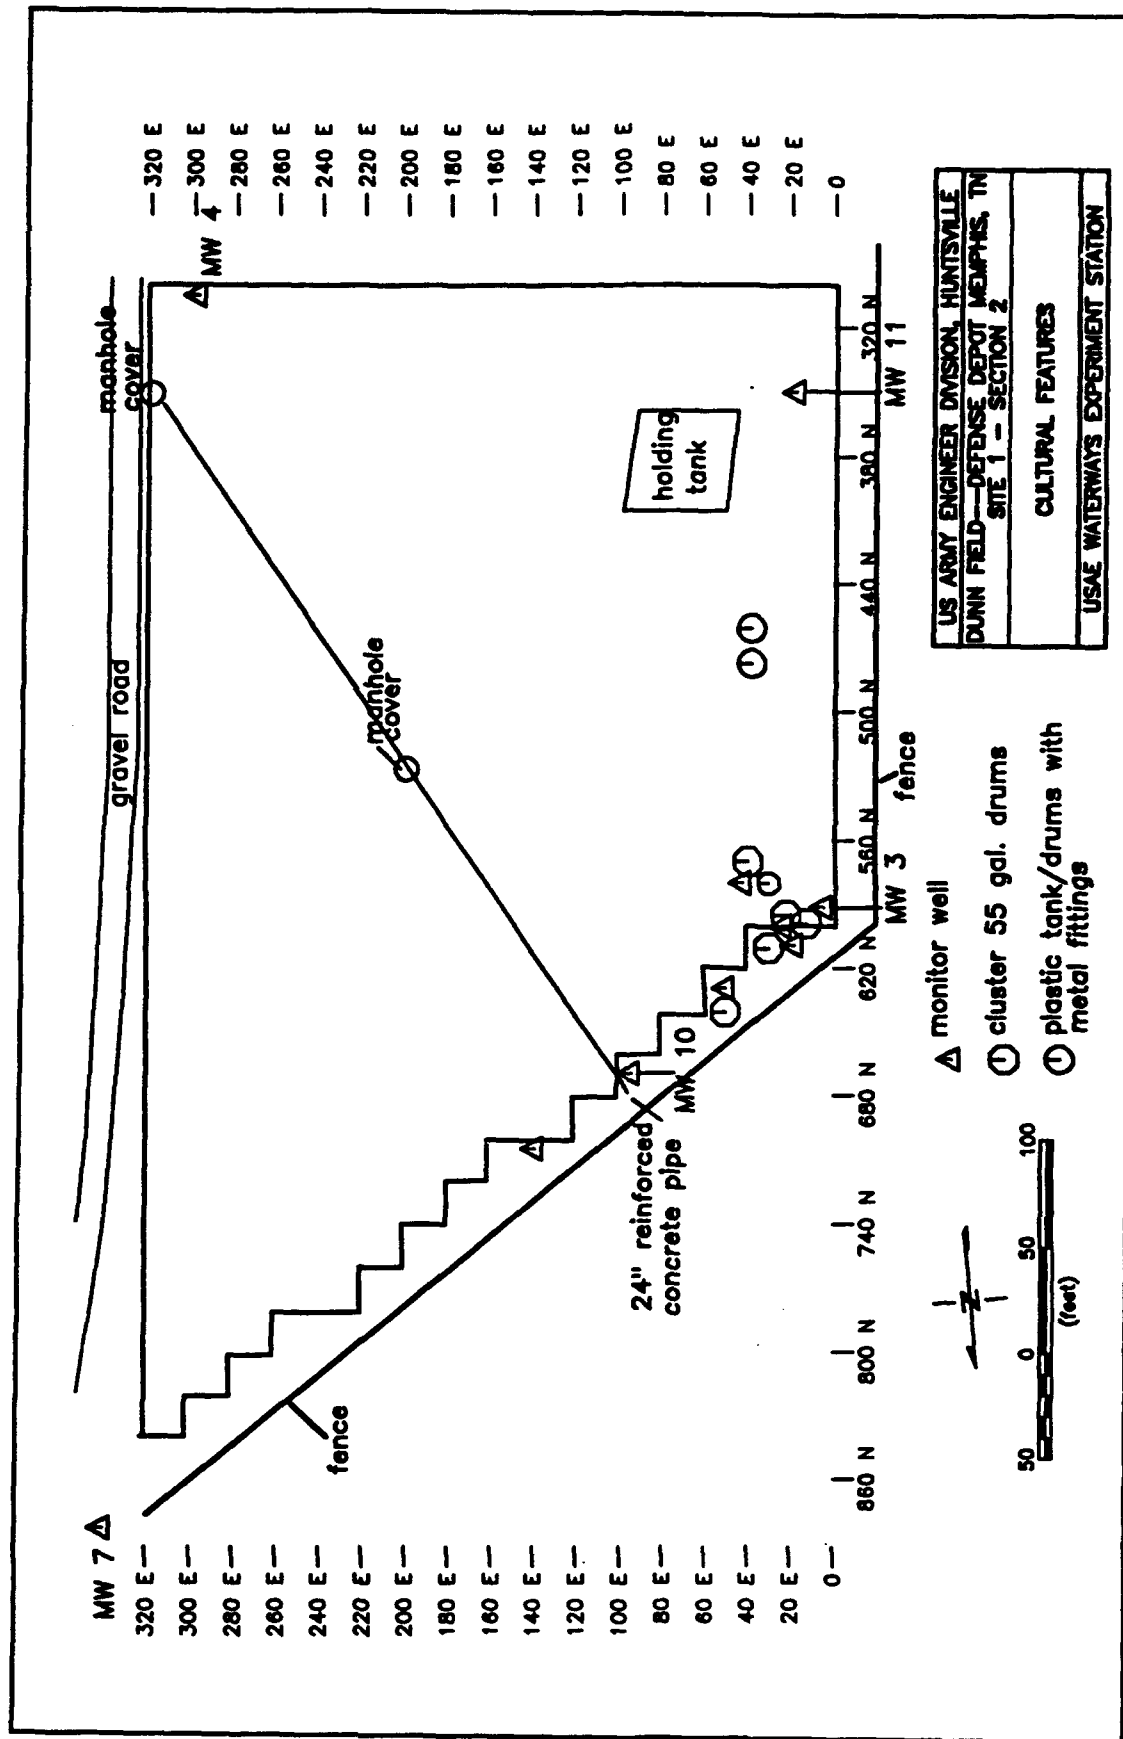 MW 7
320 E
300 E
280 E
260 E
240 E
220 E
200 E
180 E
160 E
140 E
120 E
100 E
80 E
60 E
40 E
20 E
0
gravel road
manhole
cover
MW 4
320 E
300 E
280 E
260 E
240 E
220 E
200 E
180 E
160 E
140 E
120 E
100 E
80 E
60 E
40 E
20 E
0
manhole
cover
holding
tank
fence
24" reinforced
concrete pipe
MW 10
MW 3
fence
MW 11
860 N
800 N
740 N
680 N
620 N
560 N
500 N
440 N
380 N
320 N
N
50
0
50
100
(feet)
monitor well
cluster 55 gal. drums
plastic tank/drums with
metal fittings
US ARMY ENGINEER DIVISION, HUNTSVILLE
DUNN FIELD—DEFENSE DEPOT MEMPHIS, TN
SITE 1 - SECTION 2
CULTURAL FEATURES
USAE WATERWAYS EXPERIMENT STATION